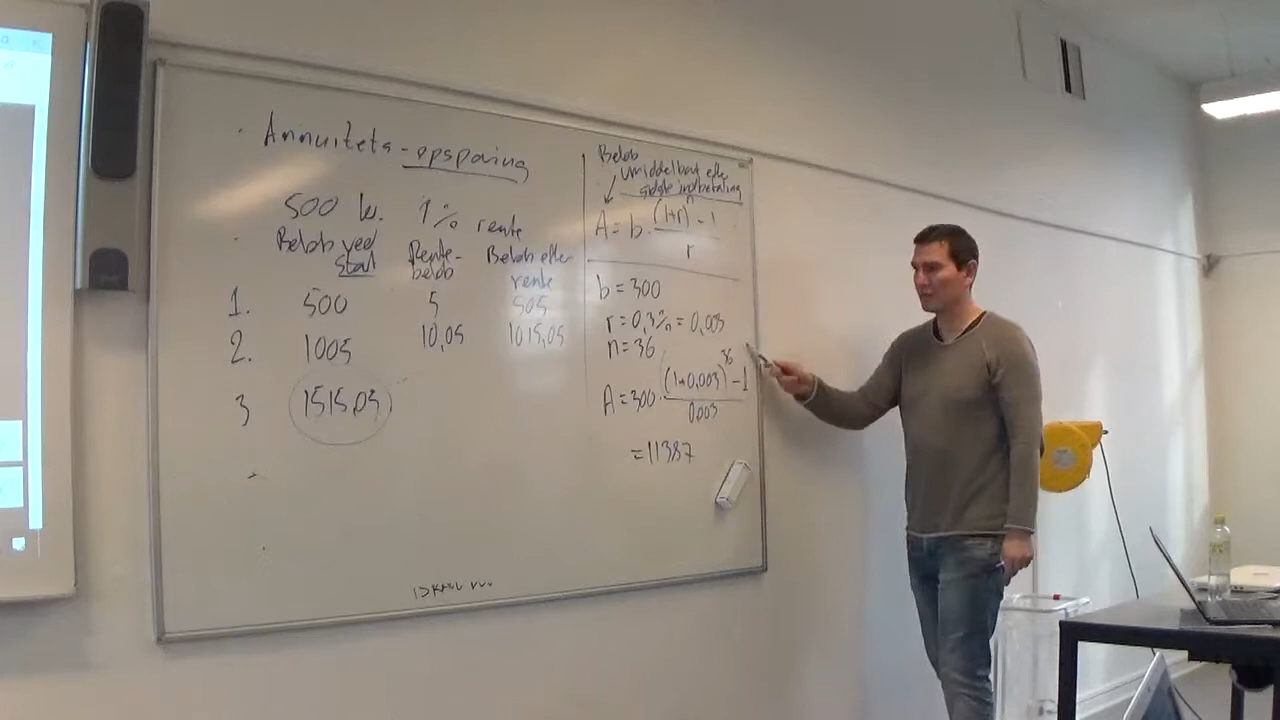 Annuitets-opsparing
500 kr. 1% rente
Beløb ved start Rente-beløb Beløb efter rente
1. 500 5 505
2. 1005 10,05 1015,05
3 1515,05
Beløb
umiddelbart efter
sidste indbetaling
A = b · ((1+r)^n - 1) / r
b = 300
r = 0,3% = 0,003
n = 36
A = 300 · ((1+0,003)^36 - 1) / 0,003
= 11387